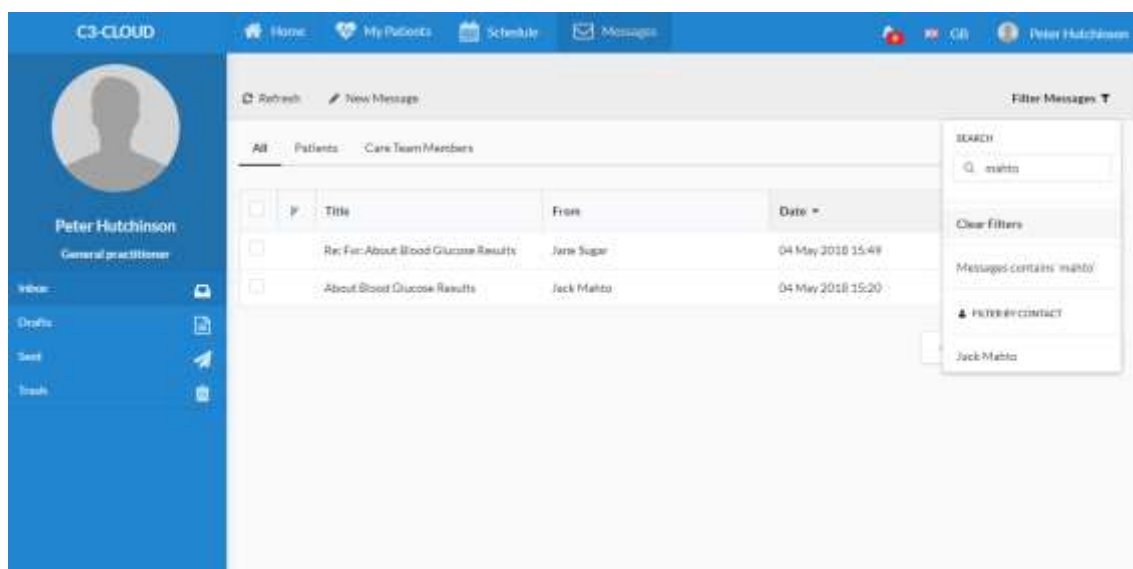 C3-CLOUD Home My Patients Schedule Messages GB Peter Hutchinson
Refresh New Message Filter Messages
All Patients Care Team Members
SEARCH
mahto
Peter Hutchinson
General practitioner
Title From Date
Clear Filters
Re: Fw: About Blood Glucose Results Jane Sugar 04 May 2018 15:49
Messages contains 'mahto'
Inbox
About Blood Glucose Results Jack Mahto 04 May 2018 15:20
FILTER BY CONTACT
Drafts
Sent
Jack Mahto
Trash